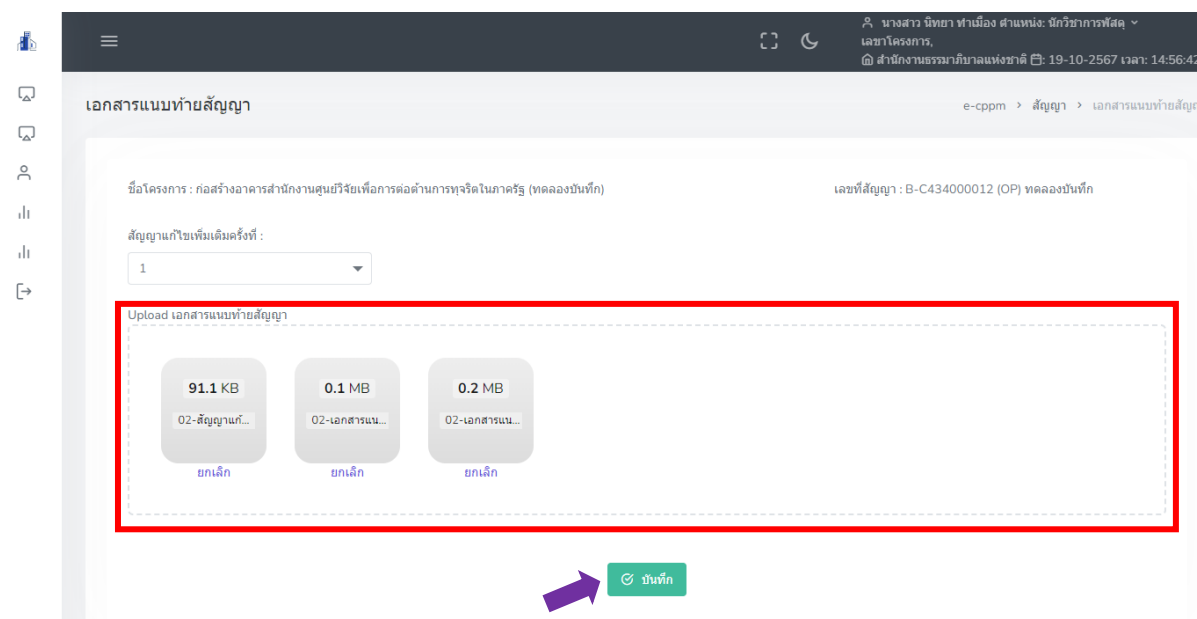 นางสาว นิทยา ทำเมือง ตำแหน่ง: นักวิชาการพัสดุ
เลขาโครงการ,
สำนักงานธรรมาภิบาลแห่งชาติ : 19-10-2567 เวลา: 14:56:42
เอกสารแนบท้ายสัญญา
e-cppm > สัญญา > เอกสารแนบท้ายสัญ
ชื่อโครงการ : ก่อสร้างอาคารสำนักงานศูนย์วิจัยเพื่อการต่อต้านการทุจริตในภาครัฐ (ทดลองบันทึก)
เลขที่สัญญา : B-C434000012 (OP) ทดลองบันทึก
สัญญาแก้ไขเพิ่มเติมครั้งที่ :
1
Upload เอกสารแนบท้ายสัญญา
91.1 KB
0.1 MB
0.2 MB
02-สัญญาแก้...
02-เอกสารแน...
02-เอกสารแน...
ยกเลิก
ยกเลิก
ยกเลิก
บันทึก